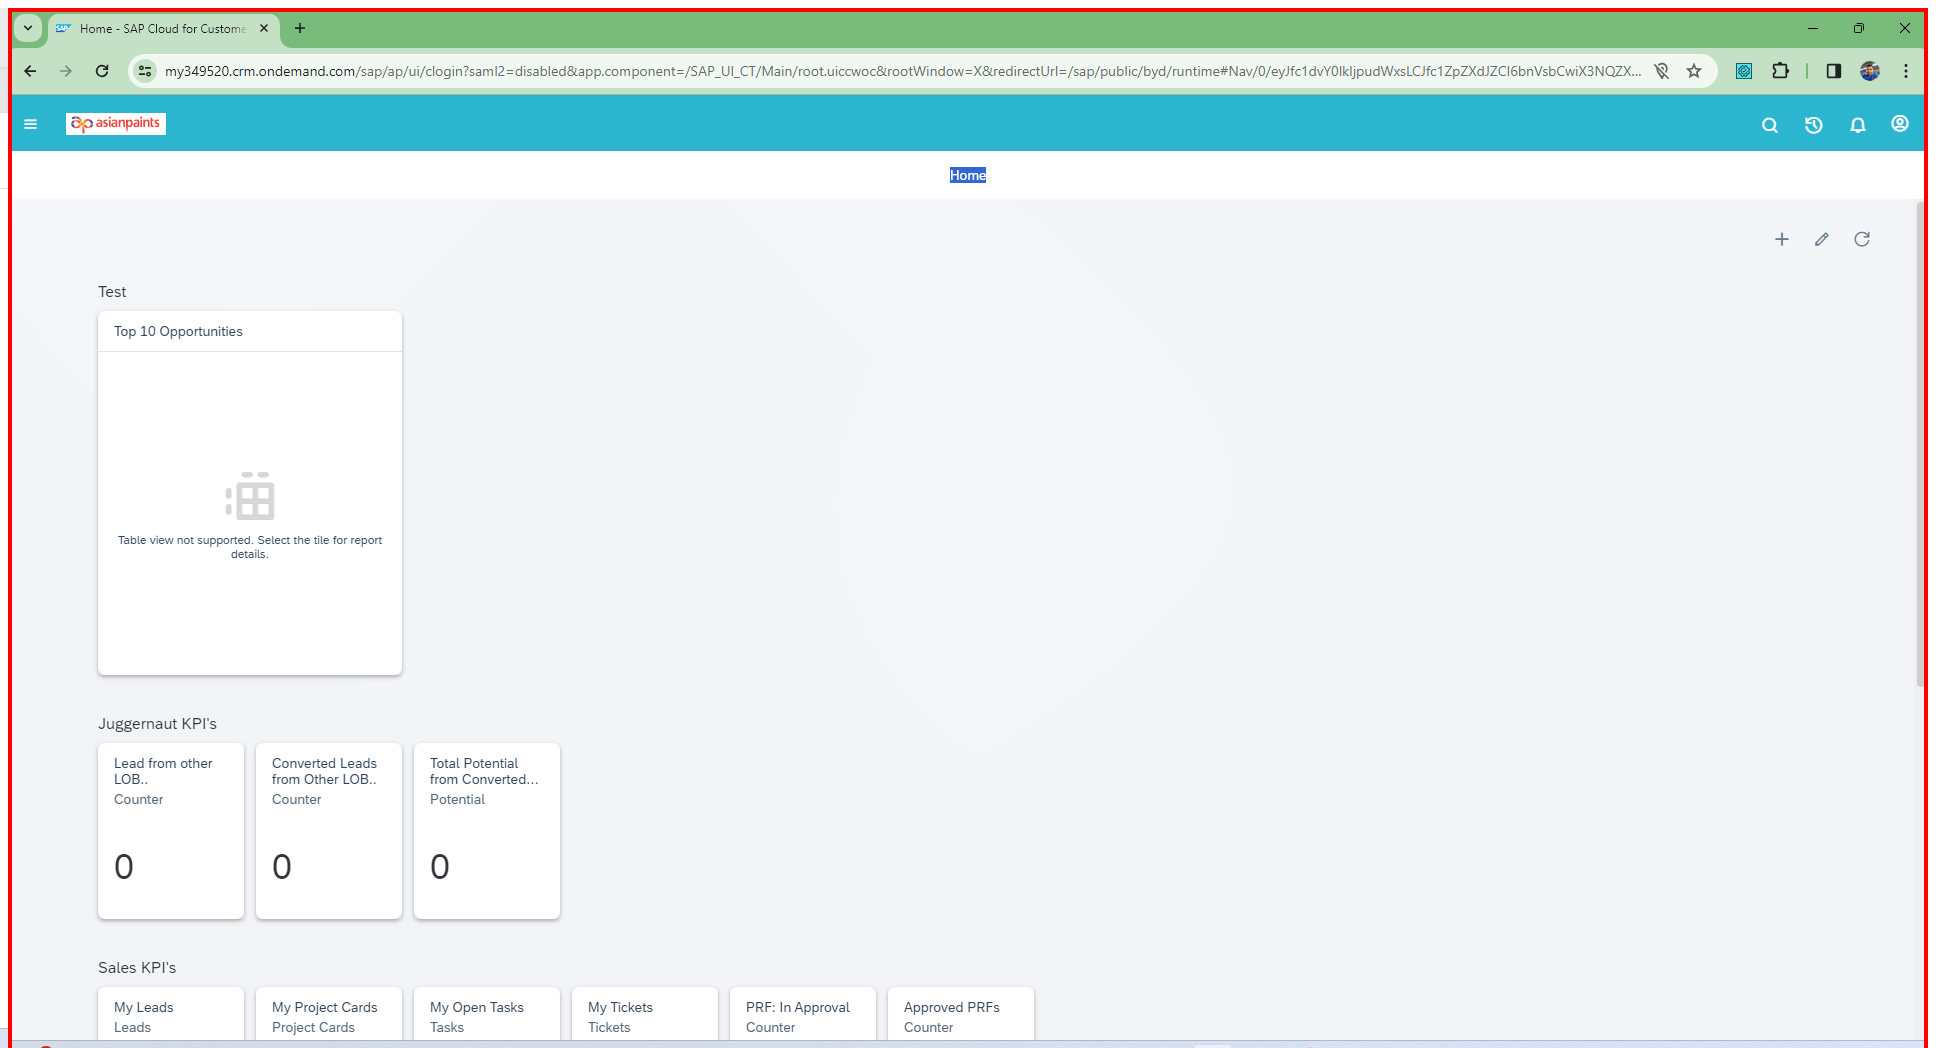 Home - SAP Cloud for Custome
my349520.crm.ondemand.com/sap/ap/ui/clogin?saml2=disabled&app.component=/SAP_UI_CT/Main/root.uiccwoc&rootWindow=X&redirectUrl=/sap/public/byd/runtime#Nav/0/eyJfc1dvY0lkIjpudWxsLCJfc1ZpZXdJZCI6bnVsbCwiX3NQZX...
ap asianpaints
Home
Test
Top 10 Opportunities
Table view not supported. Select the tile for report
details.
Juggernaut KPI's
Lead from other
LOB..
Counter
0
Converted Leads
from Other LOB..
Counter
0
Total Potential
from Converted...
Potential
0
Sales KPI's
My Leads
Leads
My Project Cards
Project Cards
My Open Tasks
Tasks
My Tickets
Tickets
PRF: In Approval
Counter
Approved PRFs
Counter